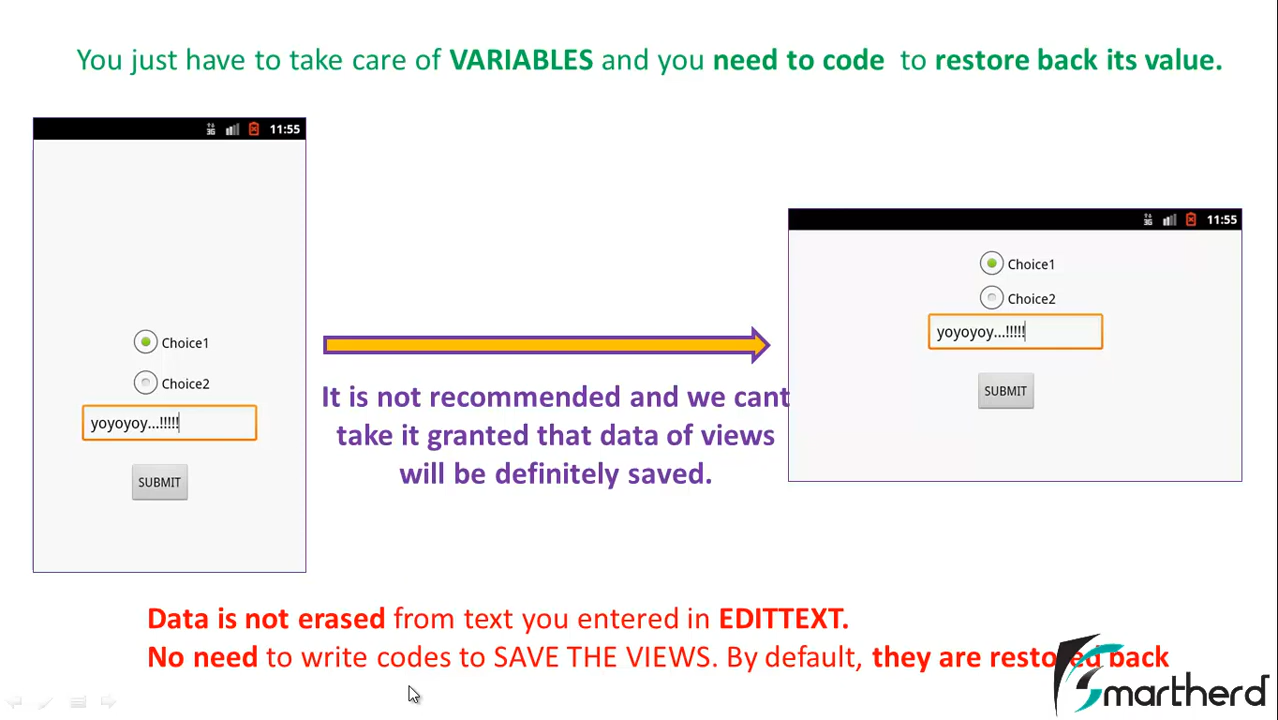 You just have to take care of VARIABLES and you need to code to restore back its value.
3G 11:55
Choice1
Choice2
yoyoyoy...!!!!!
SUBMIT
It is not recommended and we cant
take it granted that data of views
will be definitely saved.
3G 11:55
Choice1
Choice2
yoyoyoy...!!!!!
SUBMIT
Data is not erased from text you entered in EDITTEXT.
No need to write codes to SAVE THE VIEWS. By default, they are restored back
Smartherd